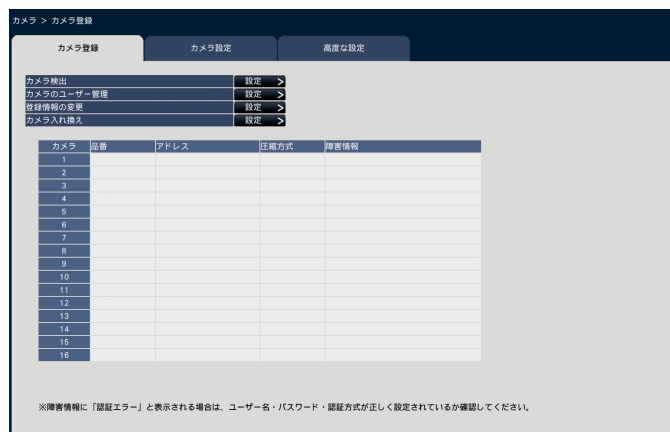 カメラ > カメラ登録
カメラ登録 カメラ設定 高度な設定
カメラ検出 設定 >
カメラのユーザー管理 設定 >
登録情報の変更 設定 >
カメラ入れ換え 設定 >
カメラ 品番 アドレス 圧縮方式 障害情報
1
2
3
4
5
6
7
8
9
10
11
12
13
14
15
16
※障害情報に「認証エラー」と表示される場合は、ユーザー名・パスワード・認証方式が正しく設定されているか確認してください。